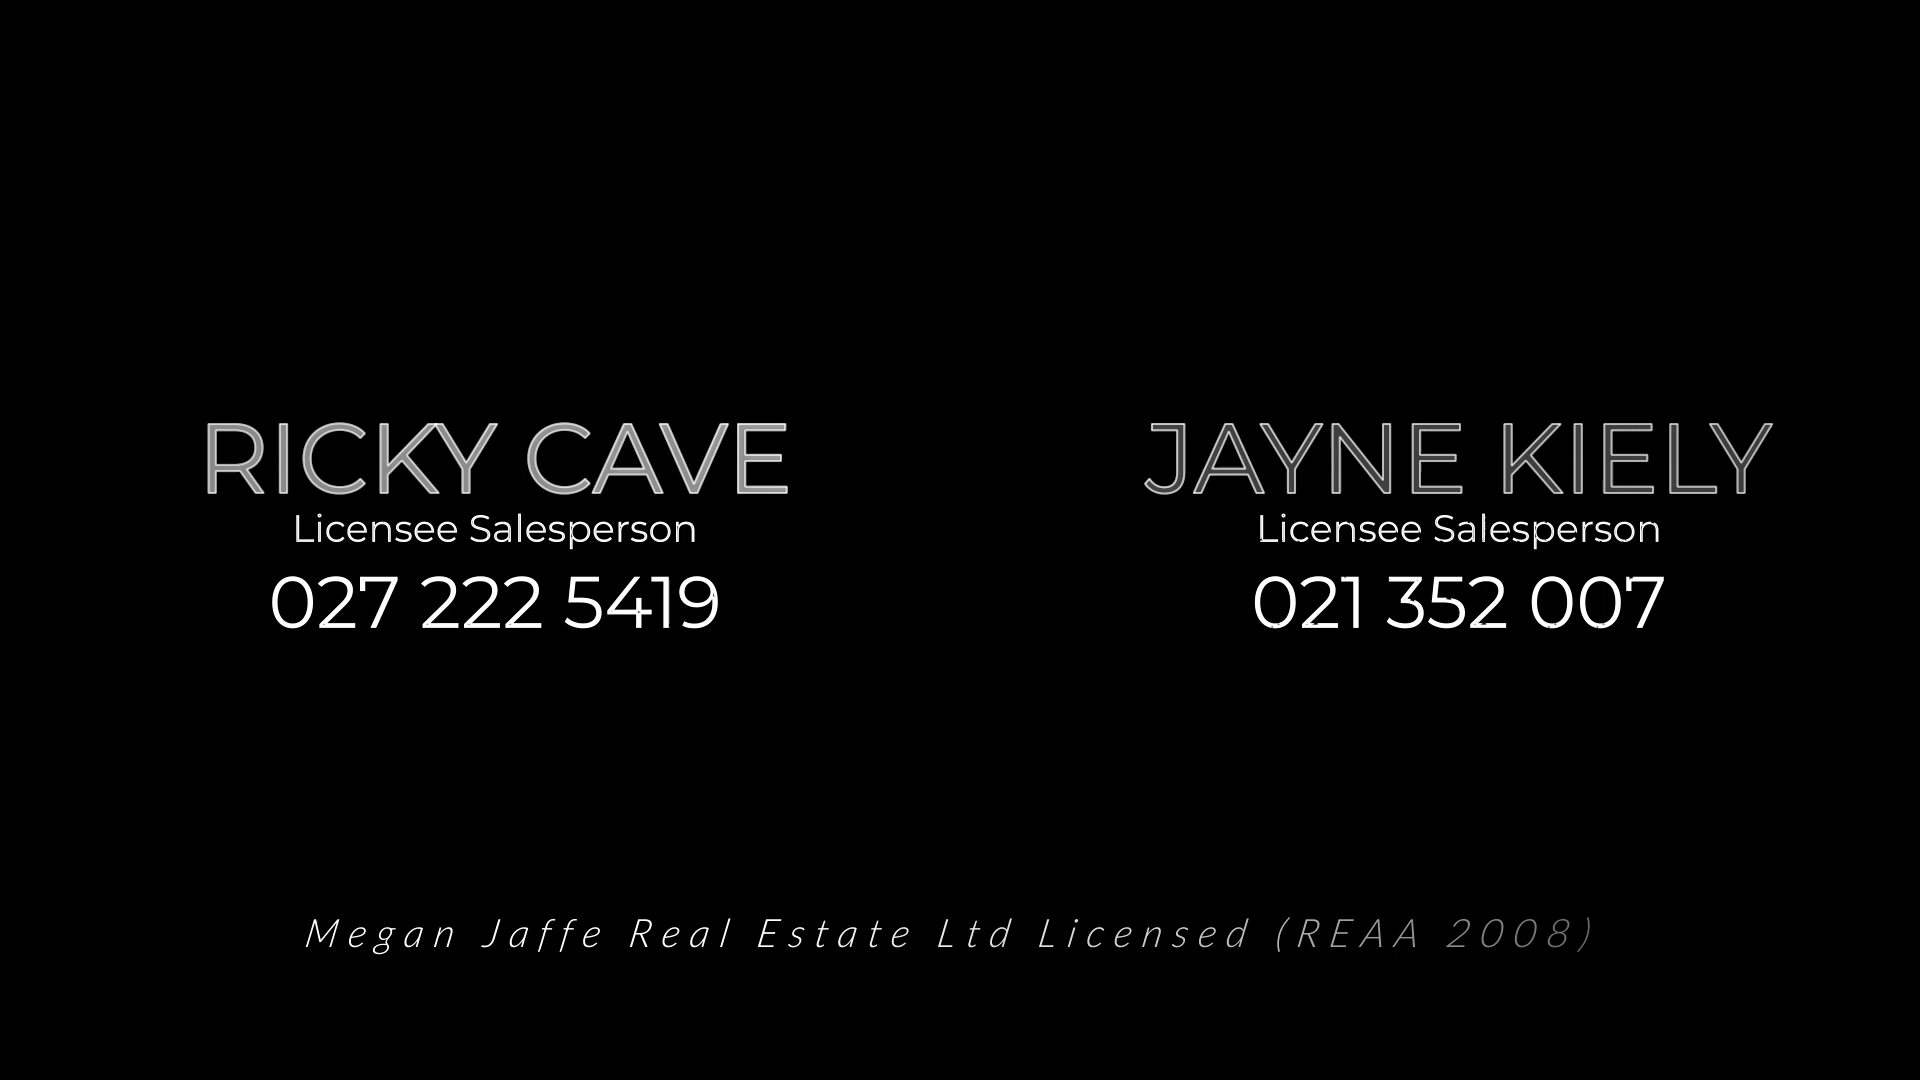 RICKY CAVE
Licensee Salesperson
027 222 5419
JAYNE KIELY
Licensee Salesperson
021 352 007
Megan Jaffe Real Estate Ltd Licensed (REAA 2008)